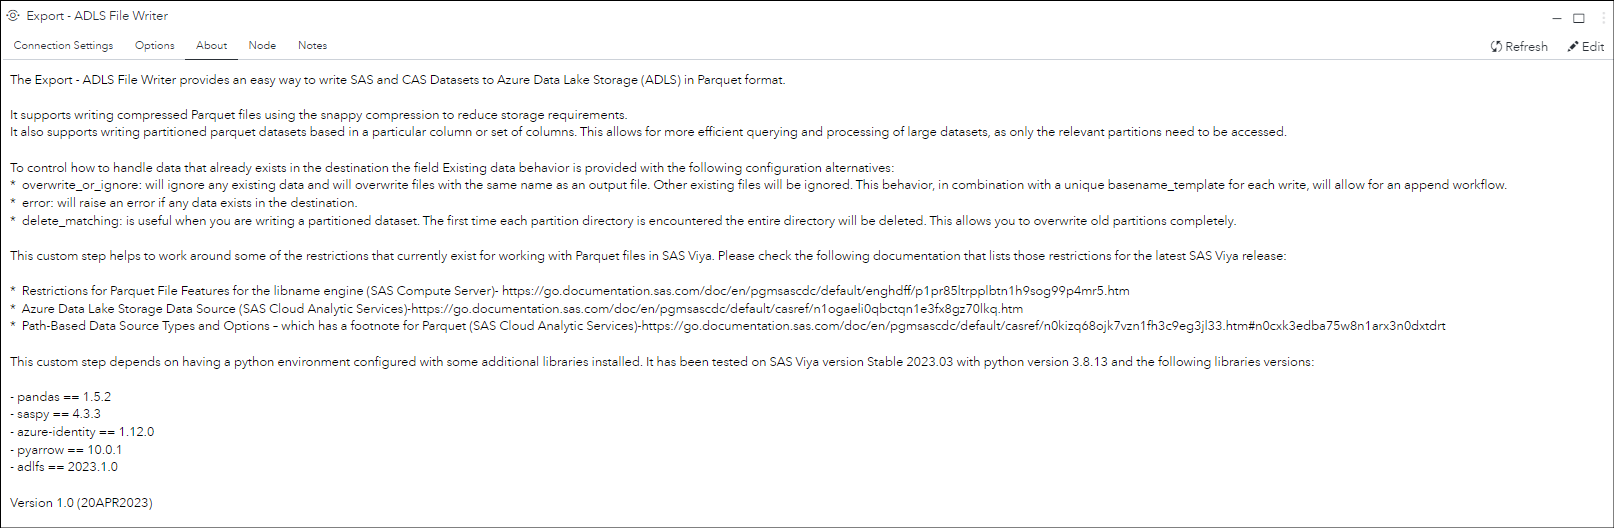 Export - ADLS File Writer
Connection Settings Options About Node Notes Refresh Edit
The Export - ADLS File Writer provides an easy way to write SAS and CAS Datasets to Azure Data Lake Storage (ADLS) in Parquet format.
It supports writing compressed Parquet files using the snappy compression to reduce storage requirements.
It also supports writing partitioned parquet datasets based in a particular column or set of columns. This allows for more efficient querying and processing of large datasets, as only the relevant partitions need to be accessed.
To control how to handle data that already exists in the destination the field Existing data behavior is provided with the following configuration alternatives:
* overwrite_or_ignore: will ignore any existing data and will overwrite files with the same name as an output file. Other existing files will be ignored. This behavior, in combination with a unique basename_template for each write, will allow for an append workflow.
* error: will raise an error if any data exists in the destination.
* delete_matching: is useful when you are writing a partitioned dataset. The first time each partition directory is encountered the entire directory will be deleted. This allows you to overwrite old partitions completely.
This custom step helps to work around some of the restrictions that currently exist for working with Parquet files in SAS Viya. Please check the following documentation that lists those restrictions for the latest SAS Viya release:
* Restrictions for Parquet File Features for the libname engine (SAS Compute Server)- https://go.documentation.sas.com/doc/en/pgmsascdc/default/enghdff/p1pr85ltrpplbtn1h9sog99p4mr5.htm
* Azure Data Lake Storage Data Source (SAS Cloud Analytic Services)-https://go.documentation.sas.com/doc/en/pgmsascdc/default/casref/n1ogaeli0qbctqn1e3fx8gz70lkq.htm
* Path-Based Data Source Types and Options – which has a footnote for Parquet (SAS Cloud Analytic Services)-https://go.documentation.sas.com/doc/en/pgmsascdc/default/casref/n0kizq68ojk7vzn1fh3c9eg3jl33.htm#n0cxk3edba75w8n1arx3n0dxtdrt
This custom step depends on having a python environment configured with some additional libraries installed. It has been tested on SAS Viya version Stable 2023.03 with python version 3.8.13 and the following libraries versions:
- pandas == 1.5.2
- saspy == 4.3.3
- azure-identity == 1.12.0
- pyarrow == 10.0.1
- adlfs == 2023.1.0
Version 1.0 (20APR2023)